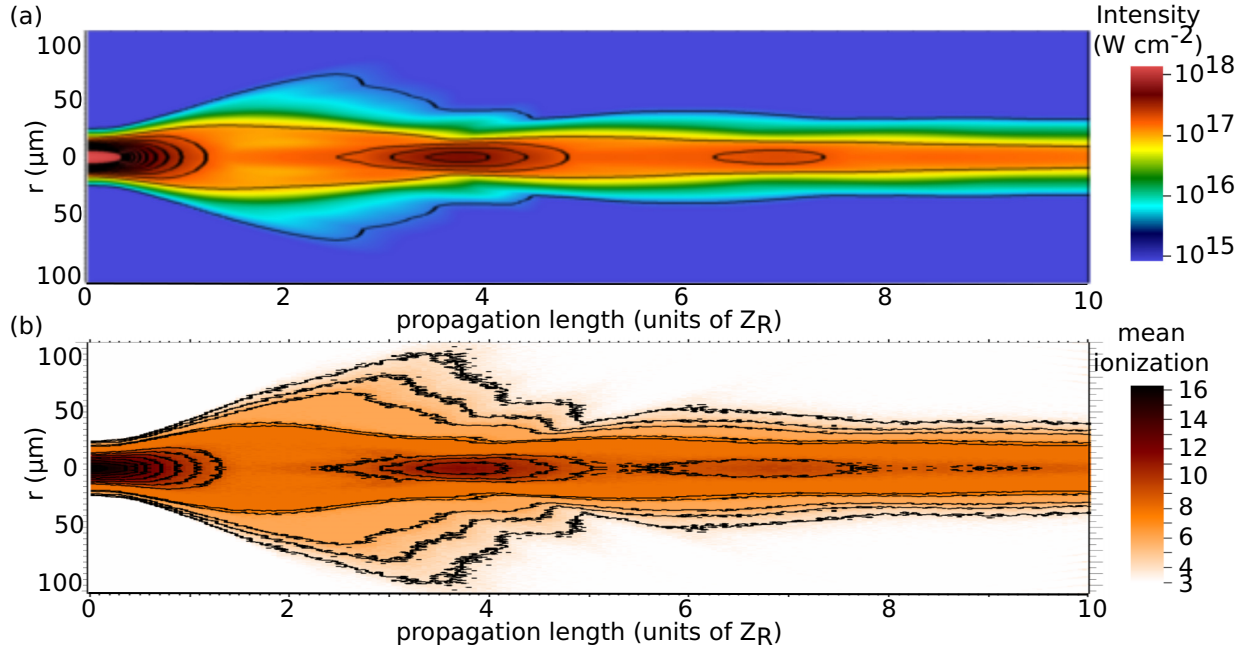 (a)
Intensity
(W cm⁻²)
100
50
0
50
100
r (µm)
10¹⁸
10¹⁷
10¹⁶
10¹⁵
0 2 4 6 8 10
propagation length (units of Z_R)
(b)
mean
ionization
100
50
0
50
100
r (µm)
16
14
12
10
8
6
4
3
0 2 4 6 8 10
propagation length (units of Z_R)